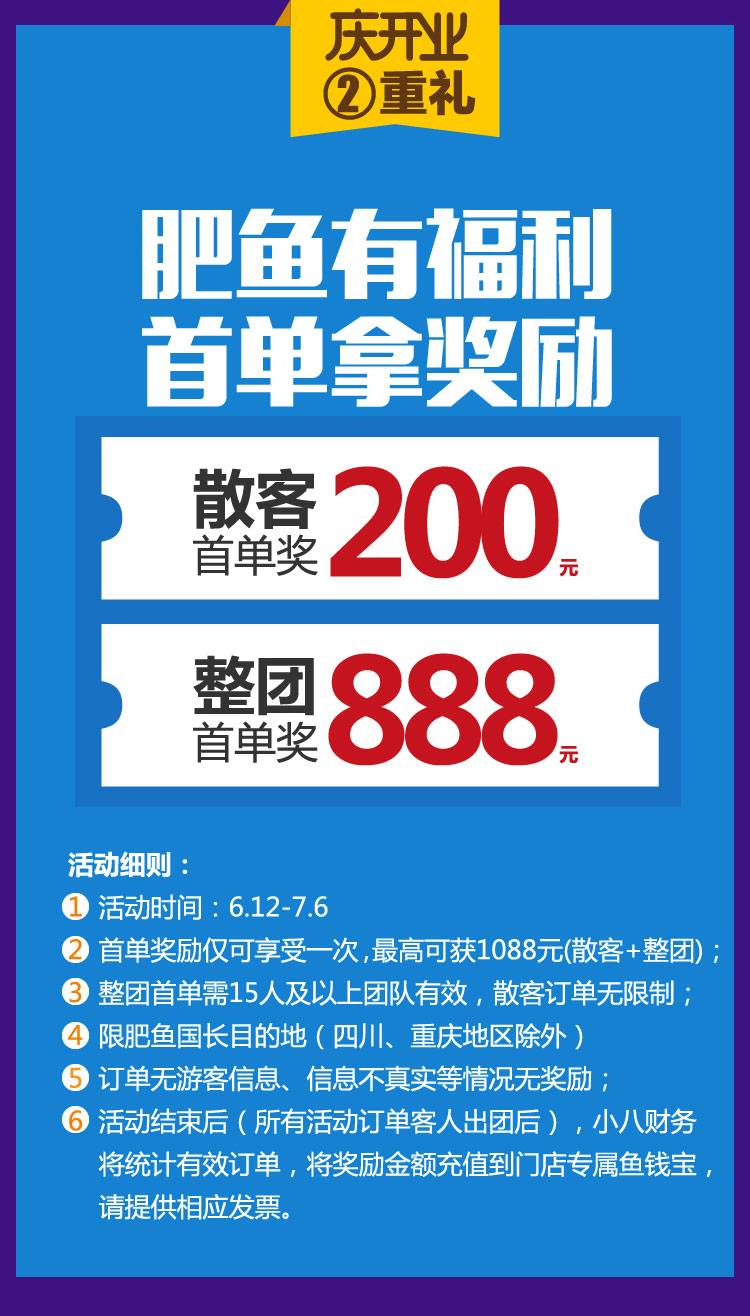 庆开业
②重礼
肥鱼有福利
首单拿奖励
散客
首单奖
200元
整团
首单奖
888元
活动细则：
① 活动时间：6.12-7.6
② 首单奖励仅可享受一次,最高可获1088元(散客+整团)；
③ 整团首单需15人及以上团队有效，散客订单无限制；
④ 限肥鱼国长目的地（四川、重庆地区除外）
⑤ 订单无游客信息、信息不真实等情况无奖励；
⑥ 活动结束后（所有活动订单客人出团后），小八财务
将统计有效订单，将奖励金额充值到门店专属鱼钱宝，
请提供相应发票。